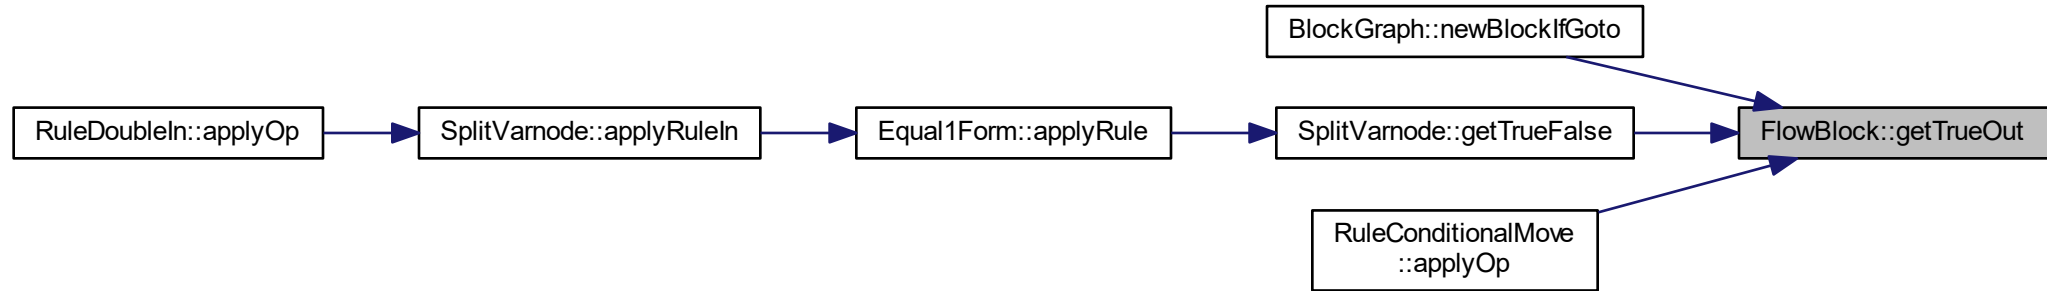 BlockGraph::newBlockIfGoto
RuleDoubleIn::applyOp
SplitVarnode::applyRuleIn
Equal1Form::applyRule
SplitVarnode::getTrueFalse
FlowBlock::getTrueOut
RuleConditionalMove
::applyOp